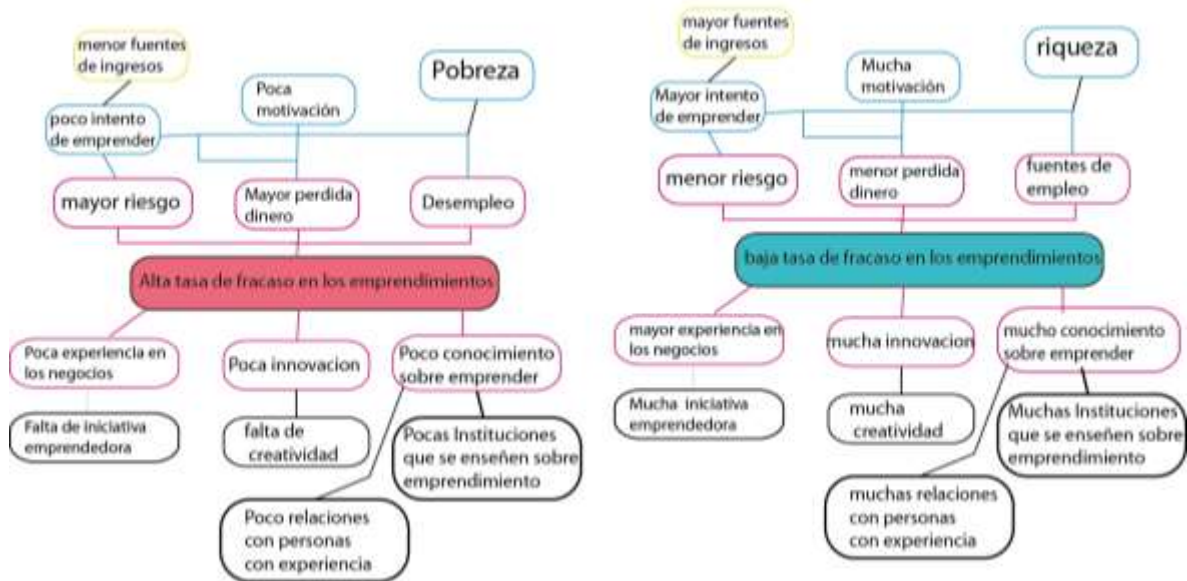 menor fuentes
de ingresos
Poca
motivación
Pobreza
poco intento
de emprender
mayor riesgo
Mayor perdida
dinero
Desempleo
Alta tasa de fracaso en los emprendimientos
Poca experiencia en
los negocios
Poca innovacion
Poco conocimiento
sobre emprender
Falta de iniciativa
emprendedora
falta de
creatividad
Pocas Instituciones
que se enseñen sobre
emprendimiento
Poco relaciones
con personas
con experiencia
mayor fuentes
de ingresos
Mucha
motivación
riqueza
Mayor intento
de emprender
menor riesgo
menor perdida
dinero
fuentes de
empleo
baja tasa de fracaso en los emprendimientos
mayor experiencia en
los negocios
mucha innovacion
mucho conocimiento
sobre emprender
Mucha iniciativa
emprendedora
mucha
creatividad
Muchas Instituciones
que se enseñen sobre
emprendimiento
muchas relaciones
con personas
con experiencia